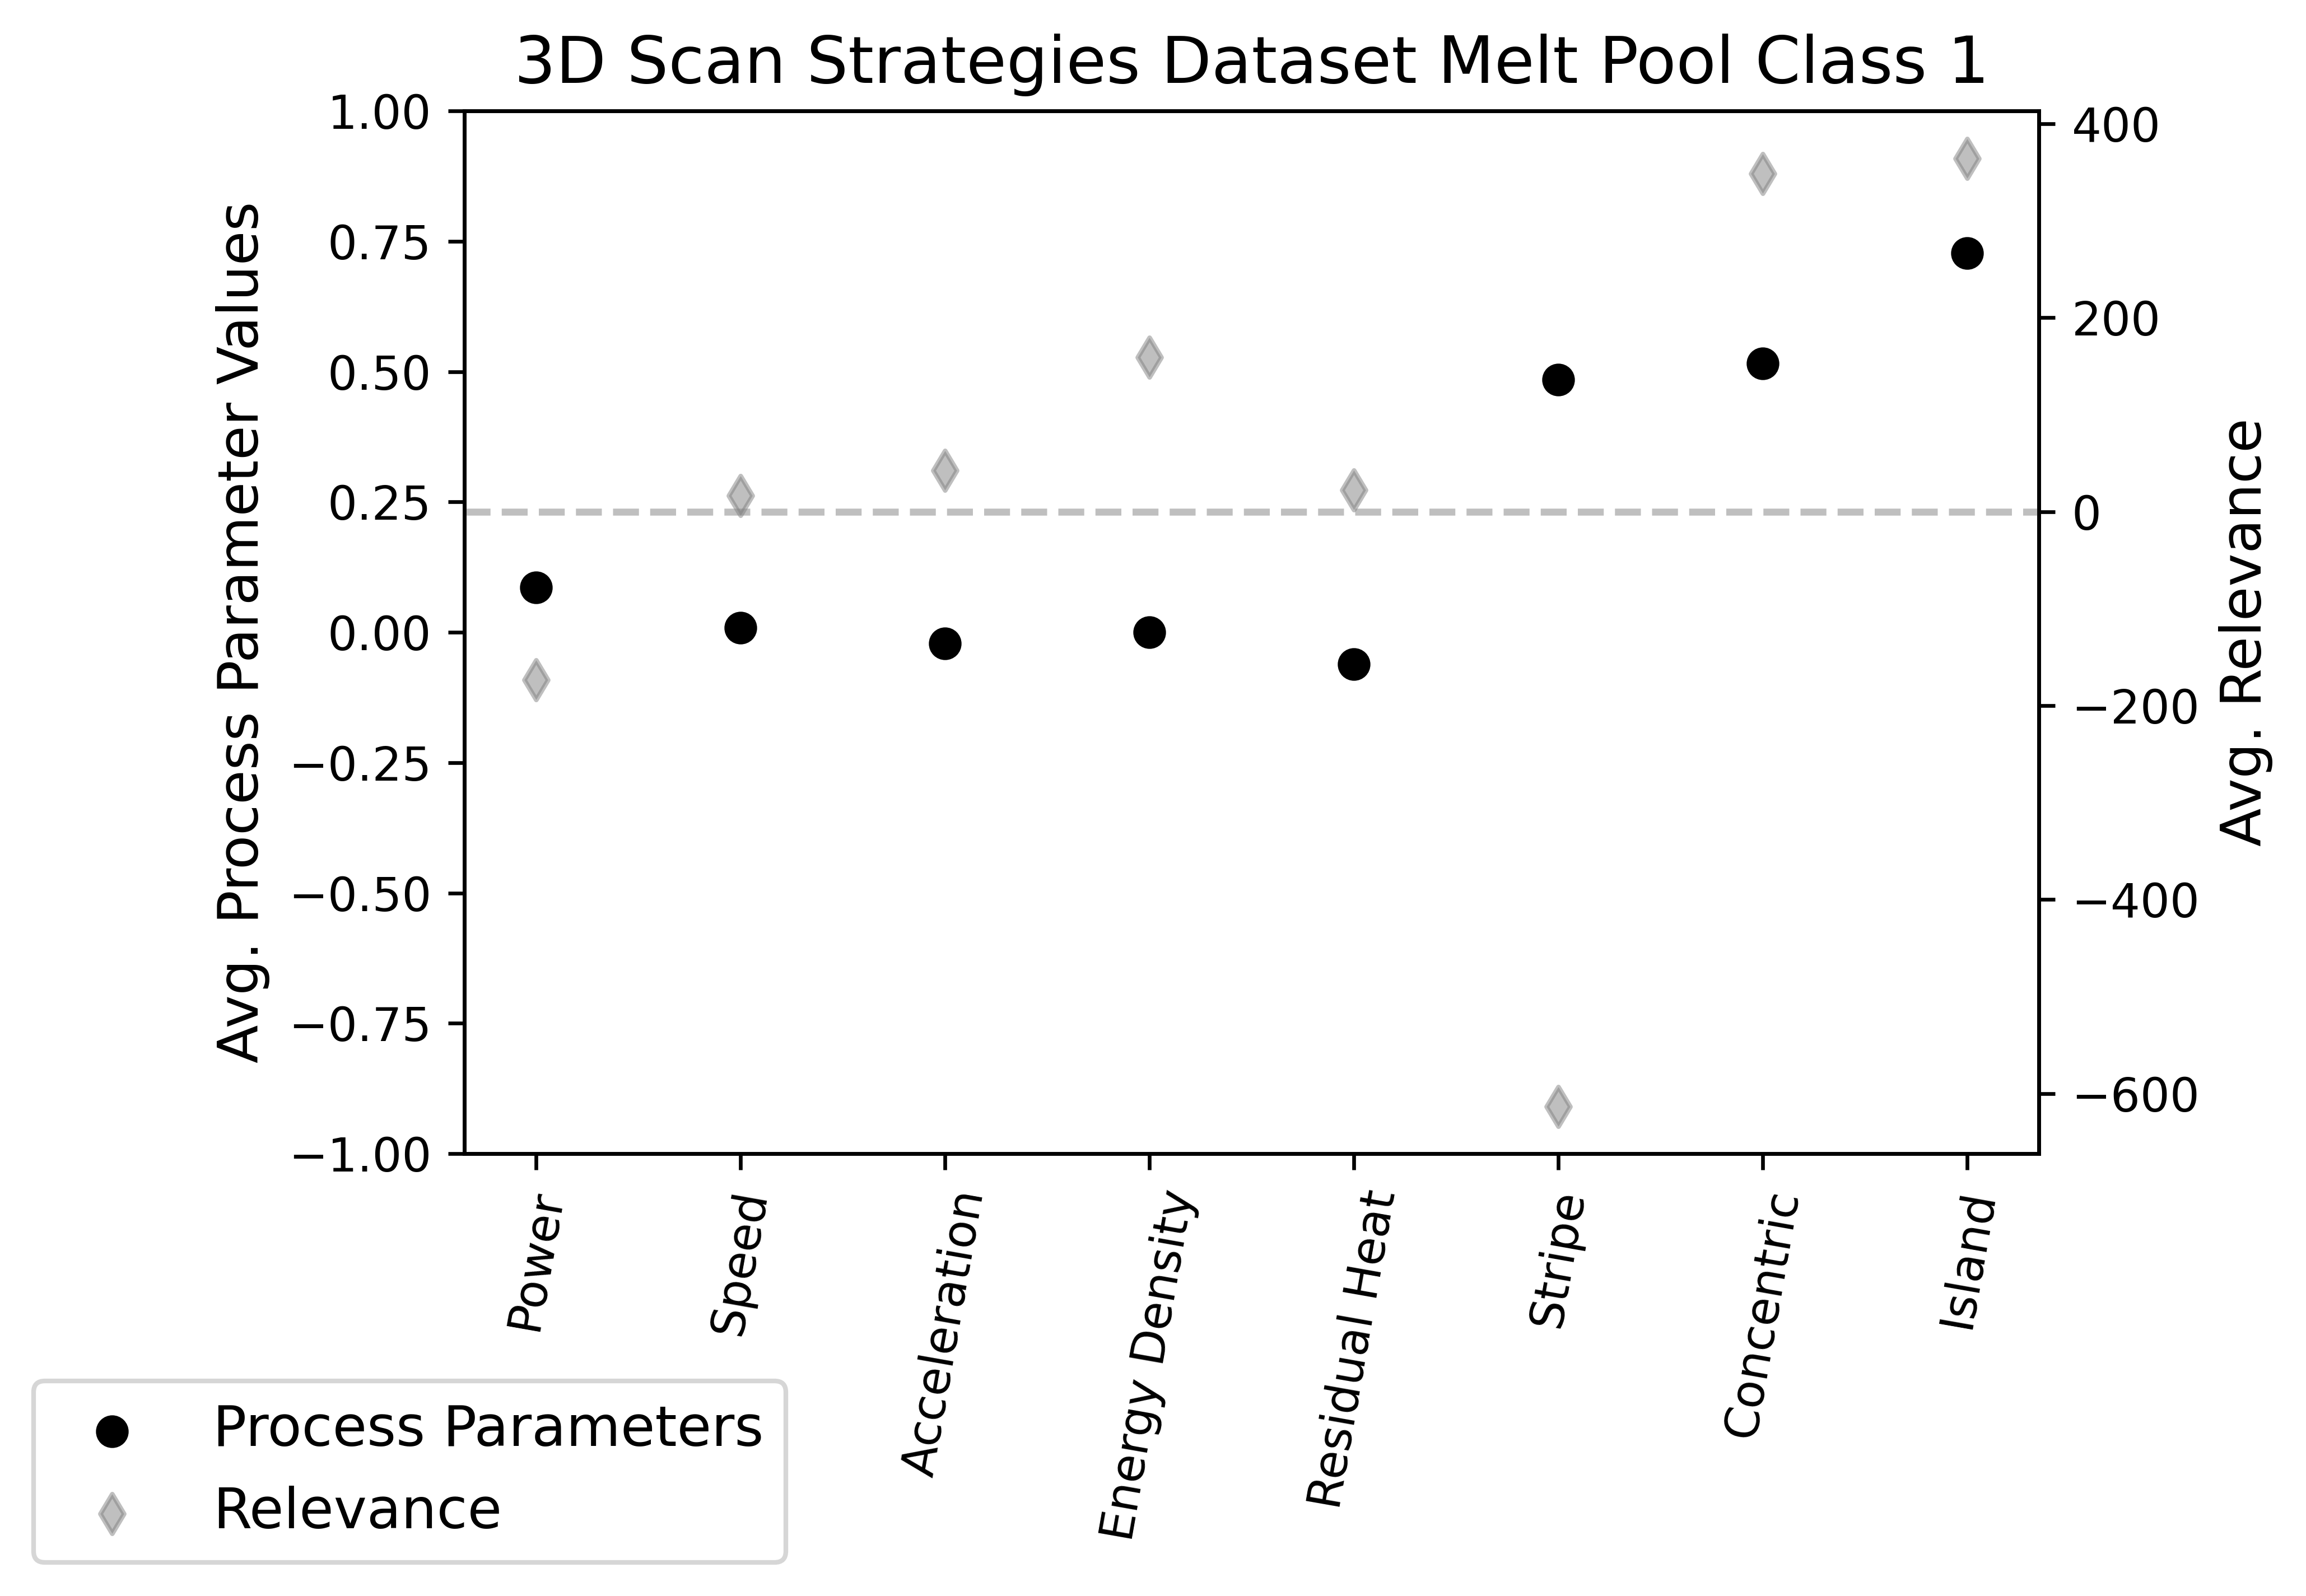 3D Scan Strategies Dataset Melt Pool Class 1
Avg. Process Parameter Values
1.00
0.75
0.50
0.25
0.00
−0.25
−0.50
−0.75
−1.00
400
200
0
−200
−400
−600
Avg. Relevance
Power
Speed
Acceleration
Energy Density
Residual Heat
Stripe
Concentric
Island
Process Parameters
Relevance